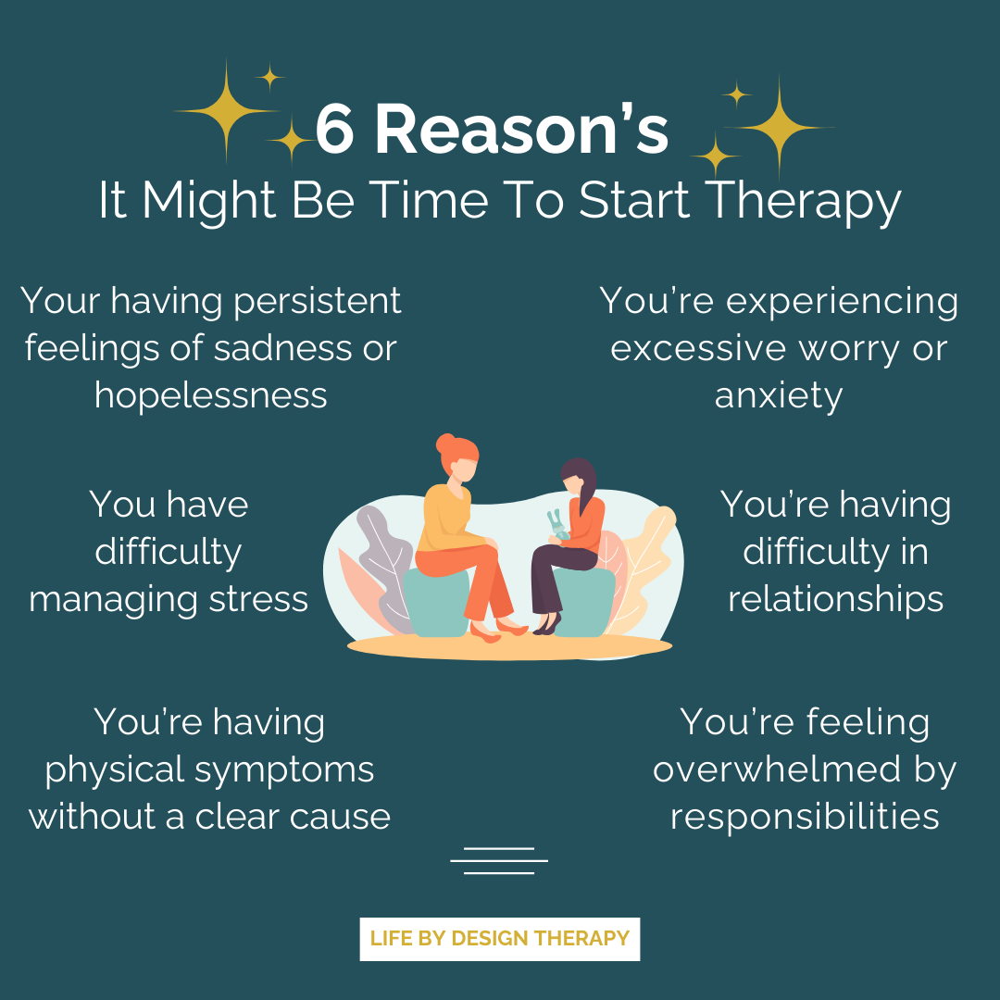 6 Reason’s
It Might Be Time To Start Therapy
Your having persistent
feelings of sadness or
hopelessness
You’re experiencing
excessive worry or
anxiety
You have
difficulty
managing stress
You’re having
difficulty in
relationships
You’re having
physical symptoms
without a clear cause
You’re feeling
overwhelmed by
responsibilities
LIFE BY DESIGN THERAPY